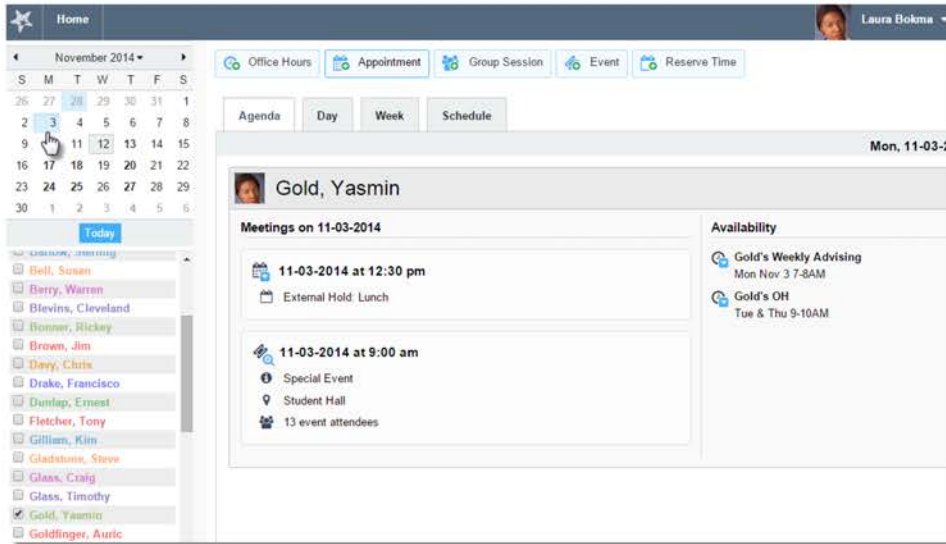 Home
Laura Bokma
November 2014
S M T W T F S
26 27 28 29 30 31 1
2 3 4 5 6 7 8
9 11 12 13 14 15
16 17 18 19 20 21 22
23 24 25 26 27 28 29
30 1 2 3 4 5 6
Today
Bell, Susan
Berry, Warren
Blevins, Cleveland
Bonner, Rickey
Brown, Jim
Davy, Chris
Drake, Francisco
Dunlap, Ernest
Fletcher, Tony
Gilliam, Kim
Gladstone, Steve
Glass, Craig
Glass, Timothy
Gold, Yasmin
Goldfinger, Auric
Office Hours Appointment Group Session Event Reserve Time
Agenda Day Week Schedule
Mon, 11-03-2
Gold, Yasmin
Meetings on 11-03-2014
11-03-2014 at 12:30 pm
External Hold: Lunch
11-03-2014 at 9:00 am
Special Event
Student Hall
13 event attendees
Availability
Gold's Weekly Advising
Mon Nov 3 7-8AM
Gold's OH
Tue & Thu 9-10AM